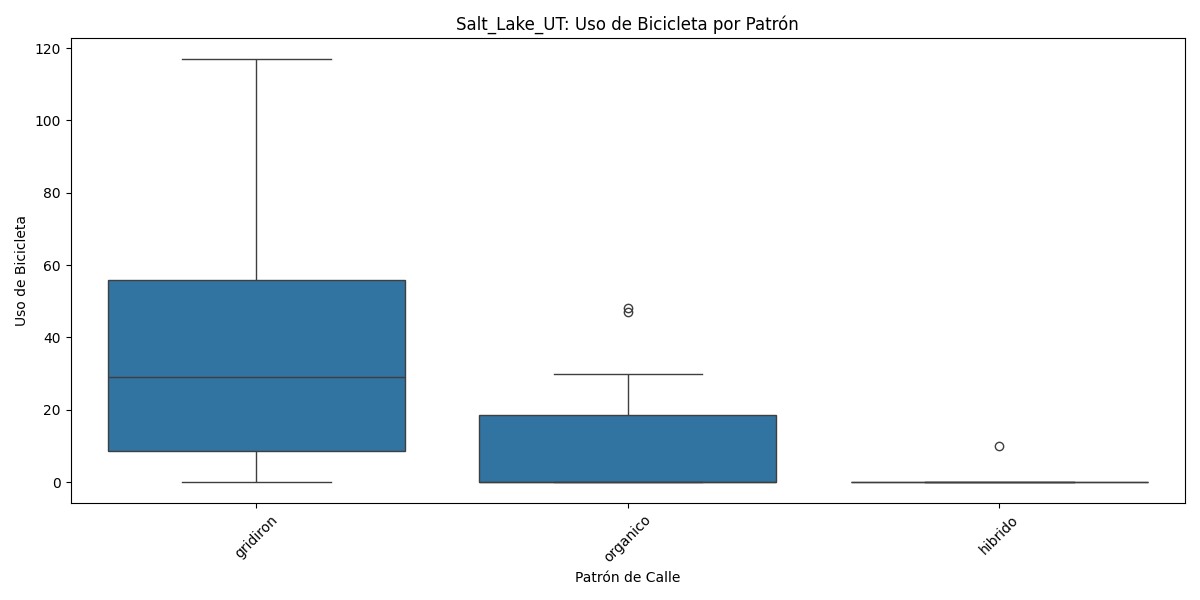 Salt_Lake_UT: Uso de Bicicleta por Patrón
Uso de Bicicleta
120
100
80
60
40
20
0
gridiron
organico
hibrido
Patrón de Calle